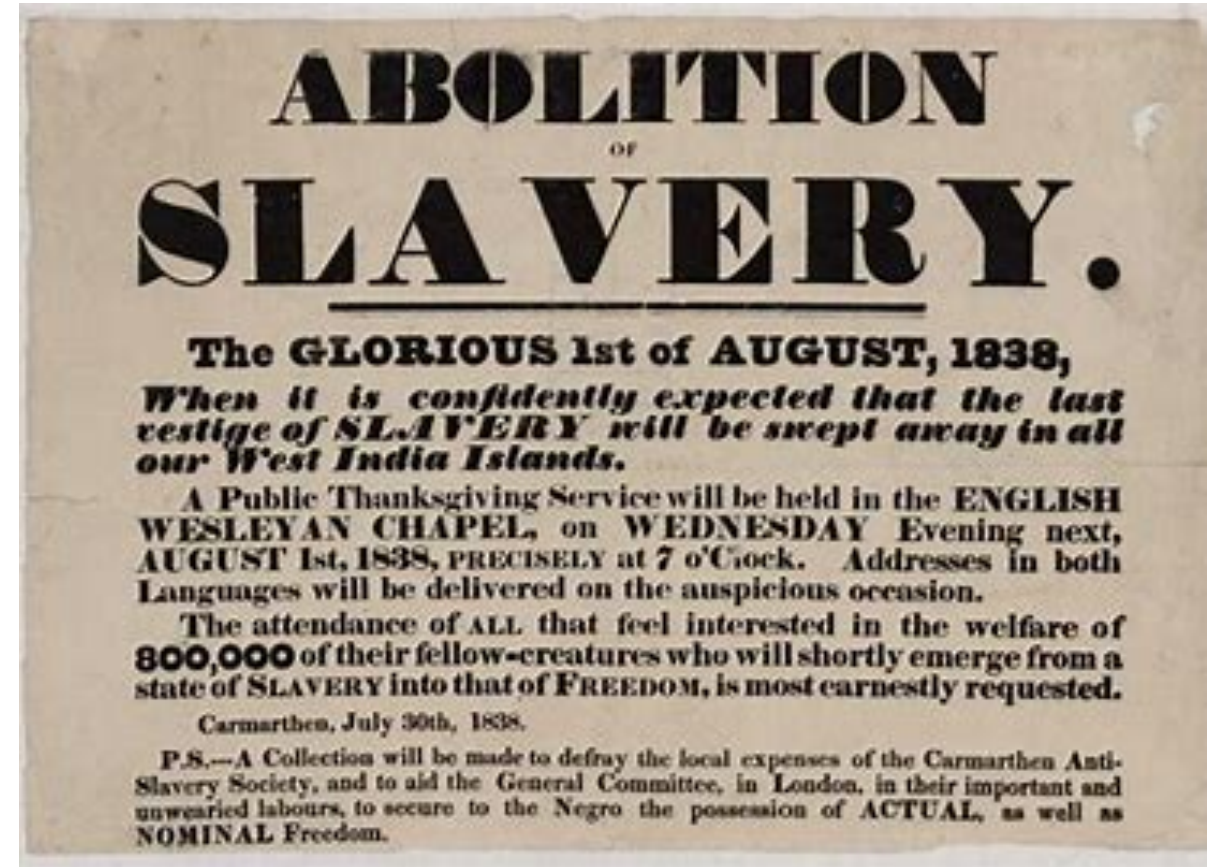 ABOLITION
OF
SLAVERY.
The GLORIOUS 1st of AUGUST, 1838,
When it is confidently expected that the last
vestige of SLAVERY will be swept away in all
our West India Islands.
A Public Thanksgiving Service will be held in the ENGLISH
WESLEYAN CHAPEL, on WEDNESDAY Evening next,
AUGUST 1st, 1838, PRECISELY at 7 o'Clock. Addresses in both
Languages will be delivered on the auspicious occasion.
The attendance of ALL that feel interested in the welfare of
800,000 of their fellow-creatures who will shortly emerge from a
state of SLAVERY into that of FREEDOM, is most earnestly requested.
Carmarthen, July 30th, 1838.
P.S.—A Collection will be made to defray the local expenses of the Carmarthen Anti-
Slavery Society, and to aid the General Committee, in London, in their important and
unwearied labours, to secure to the Negro the possession of ACTUAL, as well as
NOMINAL Freedom.